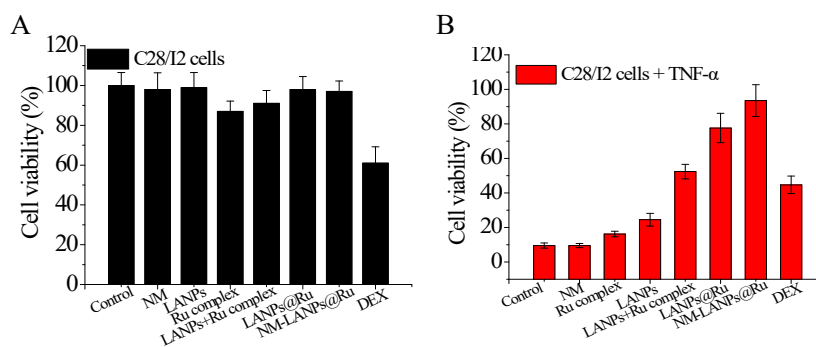 A
C28/I2 cells
Cell viability (%)
120
100
80
60
40
20
0
Control
NM
LANPs
Ru complex
LANPs+Ru complex
LANPs@Ru
NM-LANPs@Ru
DEX
B
C28/I2 cells + TNF-α
Cell viability (%)
120
100
80
60
40
20
0
Control
NM
Ru complex
LANPs
LANPs+Ru complex
LANPs@Ru
NM-LANPs@Ru
DEX